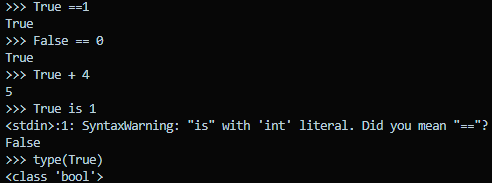 >>> True ==1
True
>>> False == 0
True
>>> True + 4
5
>>> True is 1
<stdin>:1: SyntaxWarning: "is" with 'int' literal. Did you mean "=="?
False
>>> type(True)
<class 'bool'>